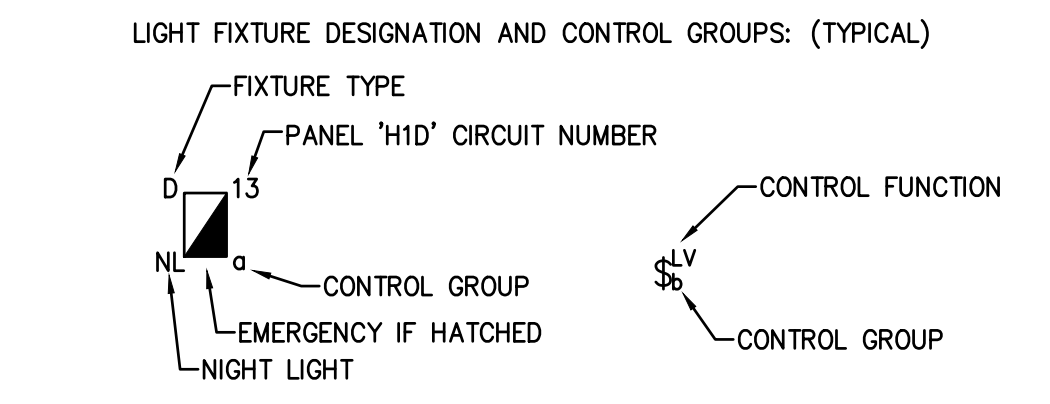 LIGHT FIXTURE DESIGNATION AND CONTROL GROUPS: (TYPICAL)
FIXTURE TYPE
PANEL 'H1D' CIRCUIT NUMBER
D 13
NL a
CONTROL GROUP
EMERGENCY IF HATCHED
NIGHT LIGHT
CONTROL FUNCTION
$ LV
b
CONTROL GROUP